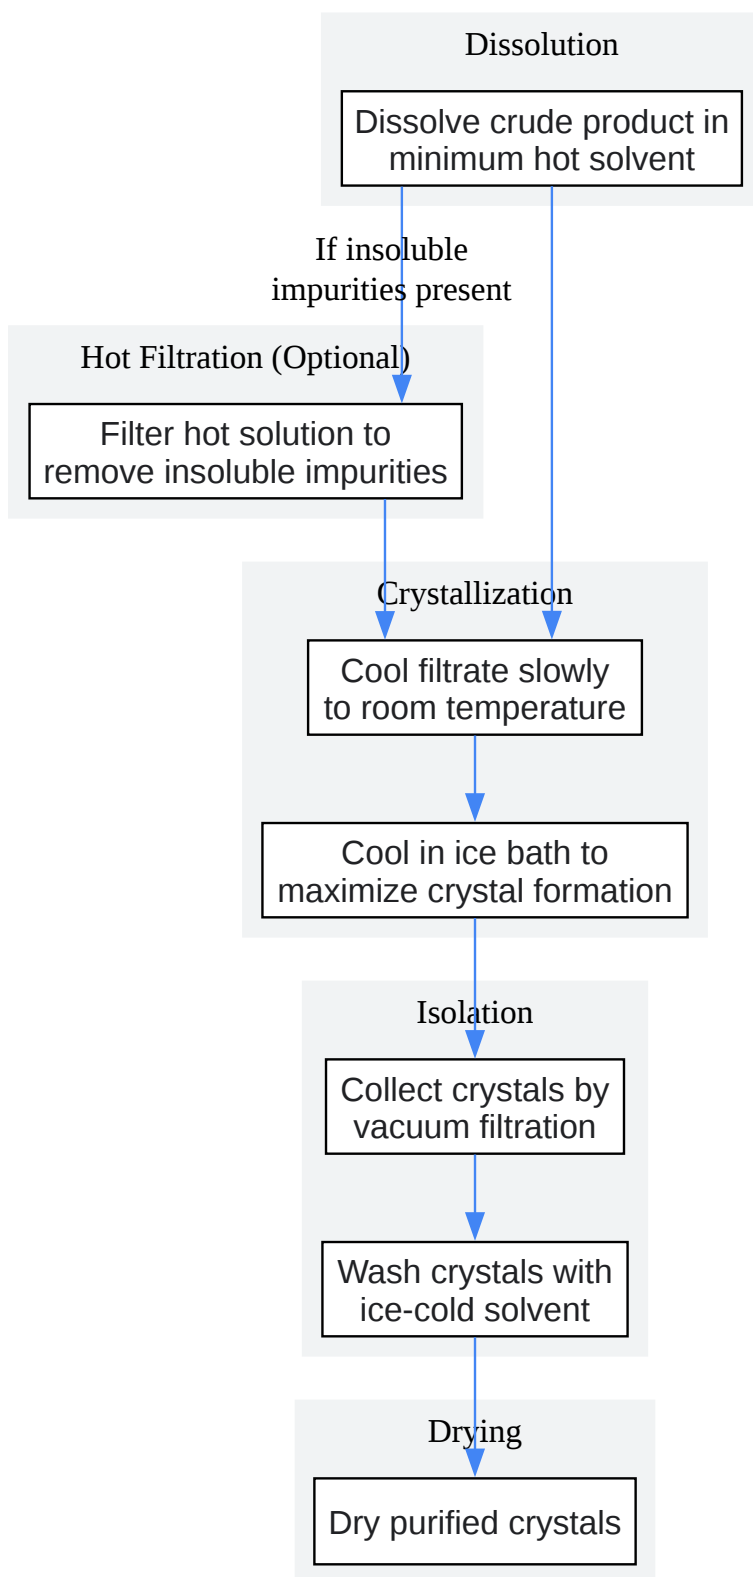 Dissolution
Dissolve crude product in
minimum hot solvent
If insoluble
impurities present
Hot Filtration (Optional)
Filter hot solution to
remove insoluble impurities
Crystallization
Cool filtrate slowly
to room temperature
Cool in ice bath to
maximize crystal formation
Isolation
Collect crystals by
vacuum filtration
Wash crystals with
ice-cold solvent
Drying
Dry purified crystals